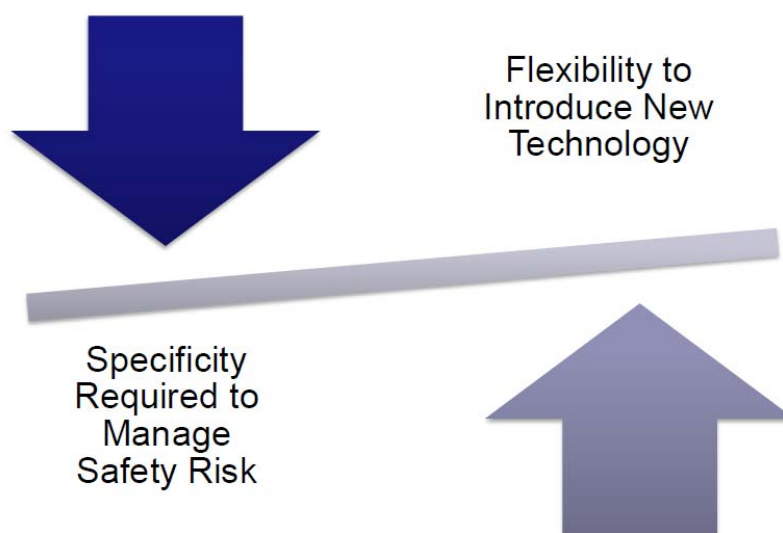 Flexibility to
Introduce New
Technology
Specificity
Required to
Manage
Safety Risk